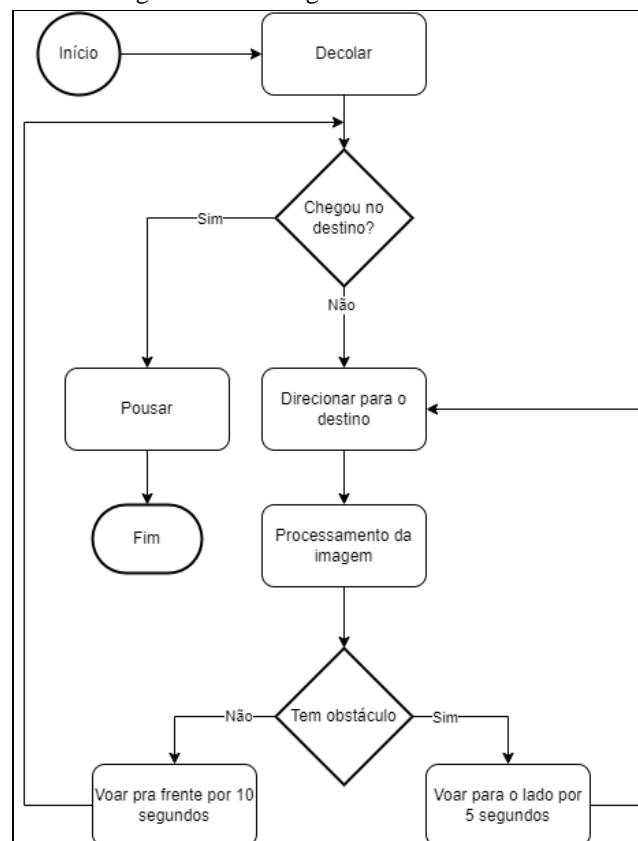 Início
Decolar
Chegou no
destino?
Sim
Não
Pousar
Direcionar para o
destino
Fim
Processamento da
imagem
Tem obstáculo
Não
Sim
Voar pra frente por 10
segundos
Voar para o lado por
5 segundos